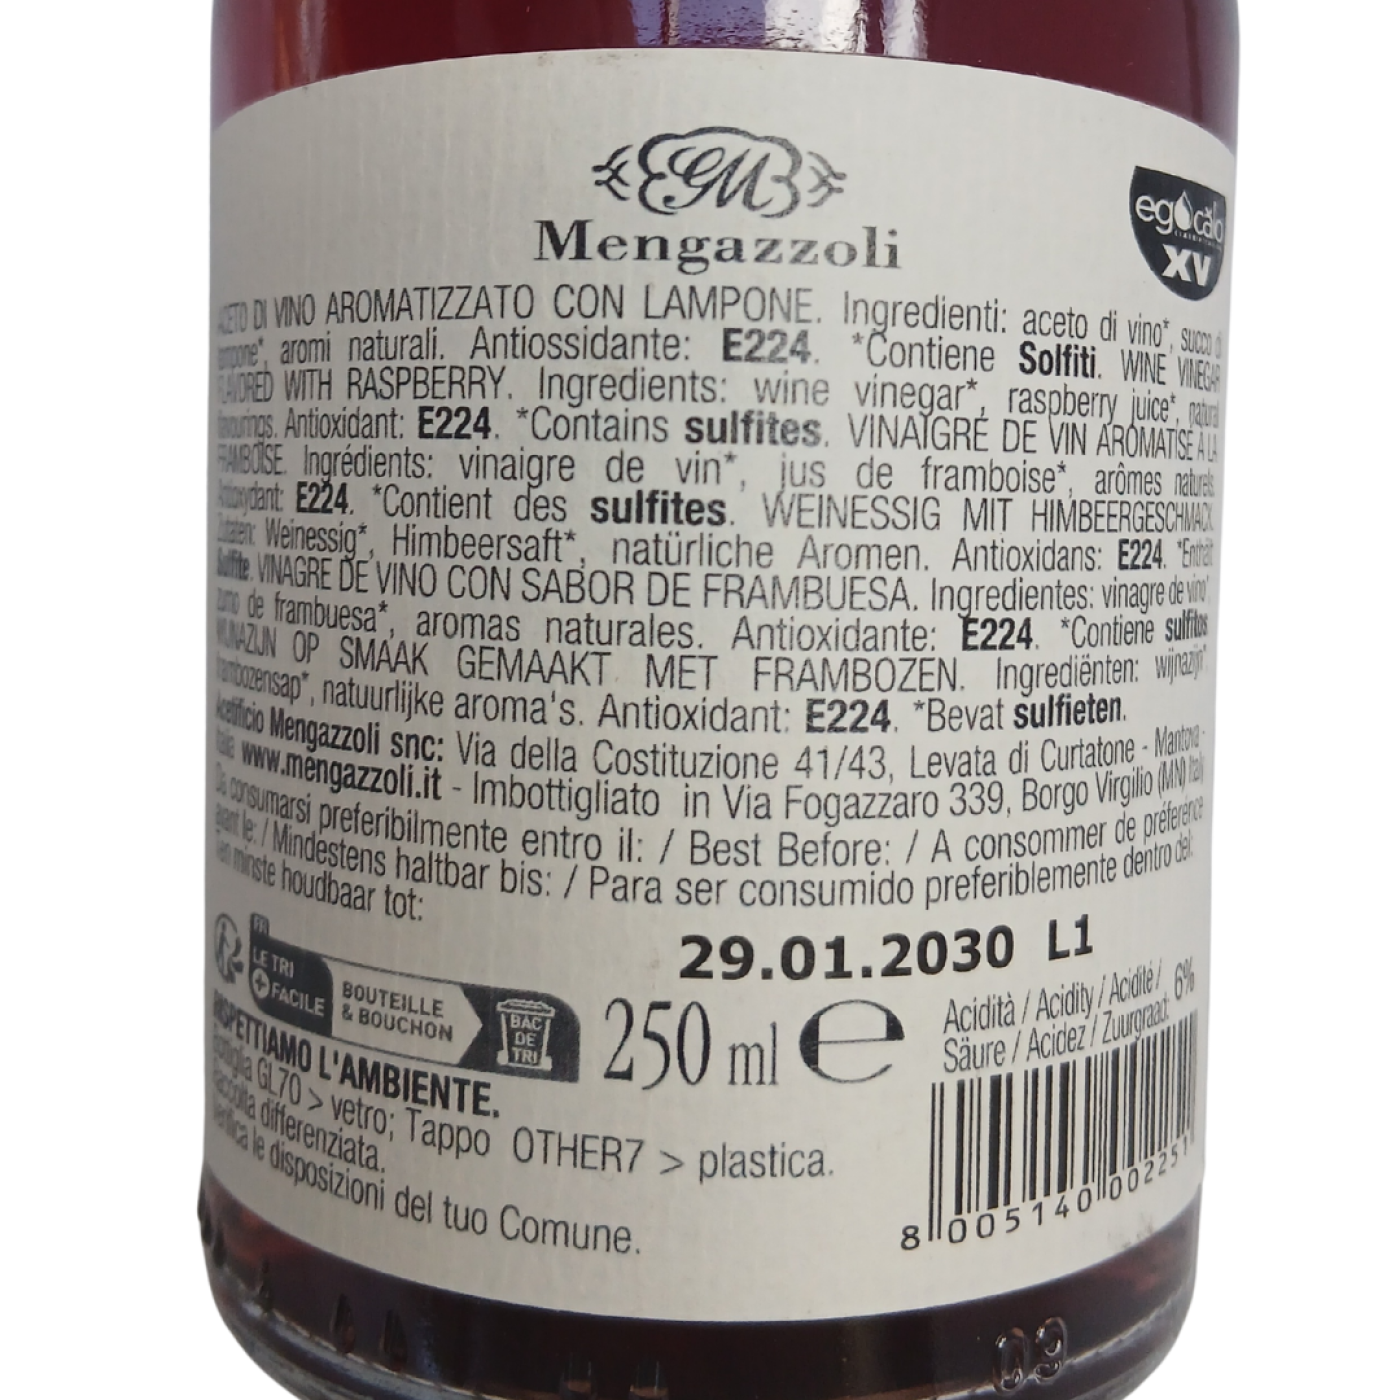 GM
Mengazzoli
egocalo
XV
ACETO DI VINO AROMATIZZATO CON LAMPONE. Ingredienti: aceto di vino*, succo di
lampone*, aromi naturali. Antiossidante: E224. *Contiene Solfiti. WINE VINEGAR
FLAVORED WITH RASPBERRY. Ingredients: wine vinegar*, raspberry juice*, natural
flavourings. Antioxidant: E224. *Contains sulfites. VINAIGRE DE VIN AROMATISÉ A LA
FRAMBOISE. Ingrédients: vinaigre de vin*, jus de framboise*, arômes naturels.
Antioxydant: E224. *Contient des sulfites. WEINESSIG MIT HIMBEERGESCHMACK.
Zutaten: Weinessig*, Himbeersaft*, natürliche Aromen. Antioxidans: E224. *Enthält
Sulfite. VINAGRE DE VINO CON SABOR DE FRAMBUESA. Ingredientes: vinagre de vino*,
zumo de frambuesa*, aromas naturales. Antioxidante: E224. *Contiene sulfitos.
WIJNAZIJN OP SMAAK GEMAAKT MET FRAMBOZEN. Ingrediënten: wijnazijn*,
frambozensap*, natuurlijke aroma's. Antioxidant: E224. *Bevat sulfieten.
Acetificio Mengazzoli snc: Via della Costituzione 41/43, Levata di Curtatone - Mantova -
Italia www.mengazzoli.it - Imbottigliato in Via Fogazzaro 339, Borgo Virgilio (MN) Italy
Da consumarsi preferibilmente entro il: / Best Before: / A consommer de préférence
avant le: / Mindestens haltbar bis: / Para ser consumido preferiblemente dentro del:
Ten minste houdbaar tot:
29.01.2030 L1
FR
LE TRI
+ FACILE
BOUTEILLE
& BOUCHON
BAC
DE
TRI
250 ml e
Acidità / Acidity / Acidité /
Säure / Acidez / Zuurgraad: 6%
RISPETTIAMO L'AMBIENTE.
Bottiglia GL70 > vetro; Tappo OTHER7 > plastica.
Raccolta differenziata.
Verifica le disposizioni del tuo Comune.
8 005140 002251
09